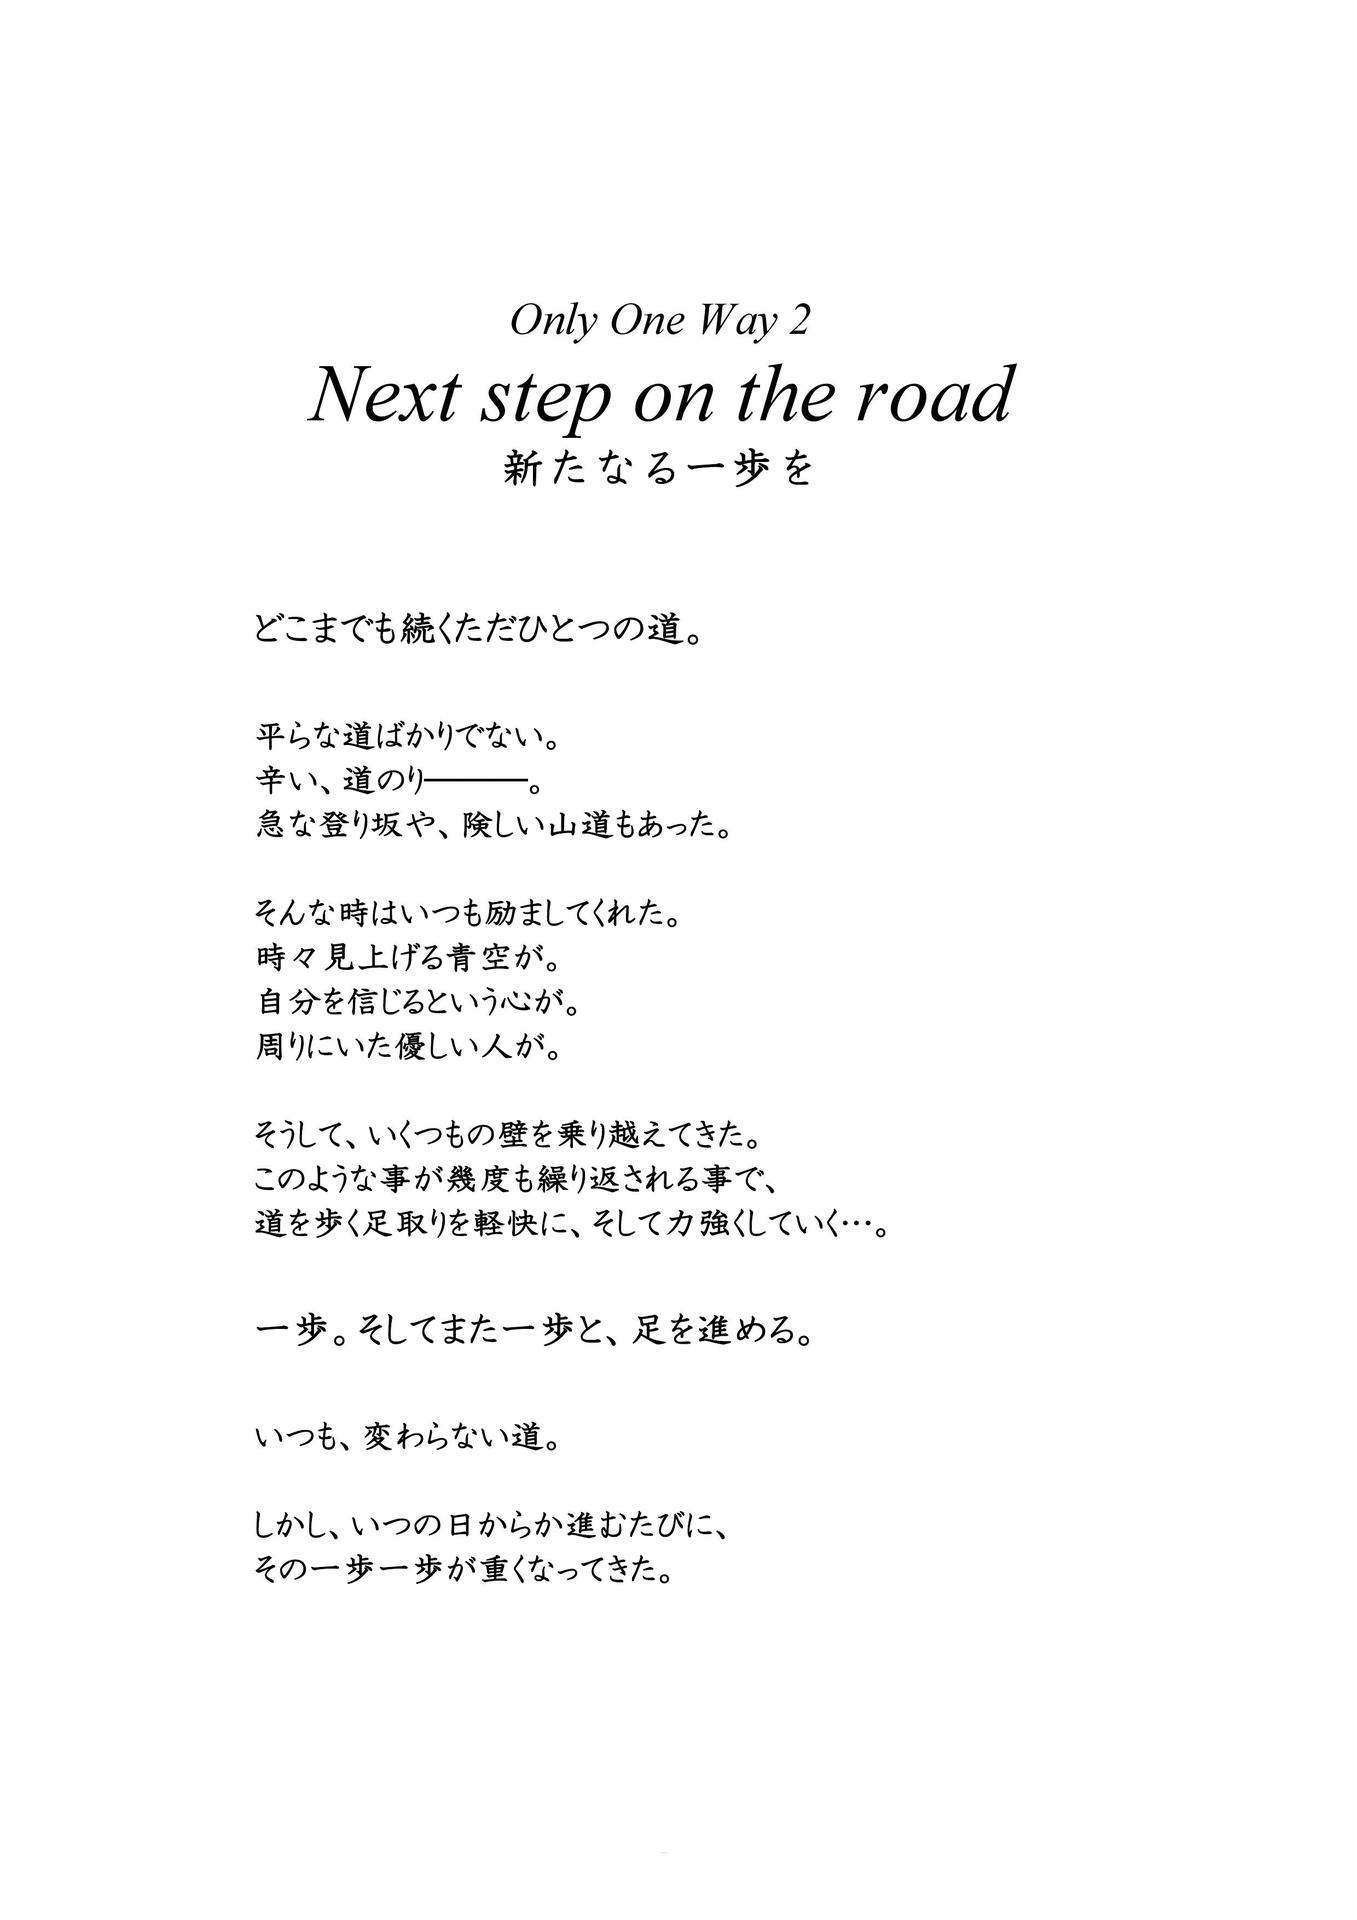 Only One Way 2
Next step on the road
新たなる一歩を
どこまでも続くただひとつの道。
平らな道ばかりでない。
辛い、道のり―――。
急な登り坂や、険しい山道もあった。
そんな時はいつも励ましてくれた。
時々見上げる青空が。
自分を信じるという心が。
周りにいた優しい人が。
そうして、いくつもの壁を乗り越えてきた。
このような事が幾度も繰り返される事で、
道を歩く足取りを軽快に、そして力強くしていく…。
一歩。そしてまた一歩と、足を進める。
いつも、変わらない道。
しかし、いつの日からか進むたびに、
その一歩一歩が重くなってきた。